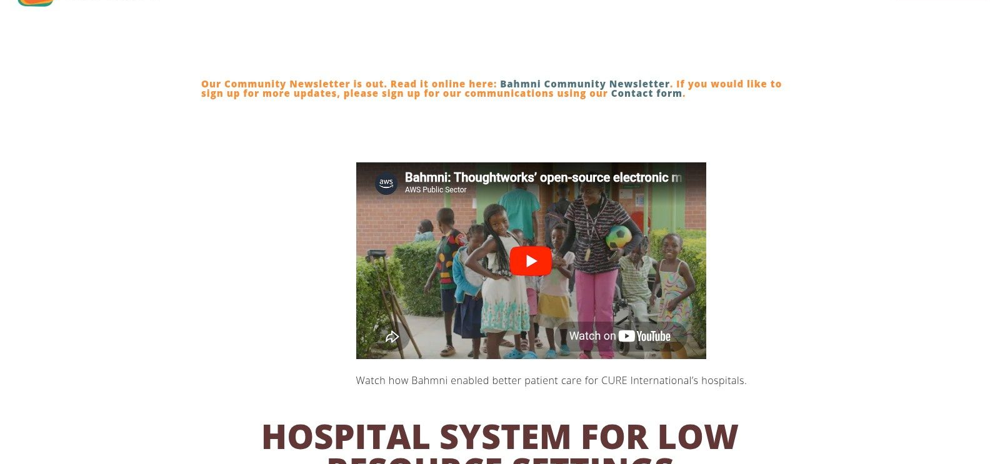 Our Community Newsletter is out. Read it online here: Bahmni Community Newsletter. If you would like to
sign up for more updates, please sign up for our communications using our Contact form.
aws
Bahmni: Thoughtworks’ open-source electronic m
AWS Public Sector
Watch on YouTube
Watch how Bahmni enabled better patient care for CURE International’s hospitals.
HOSPITAL SYSTEM FOR LOW
RESOURCE SETTINGS